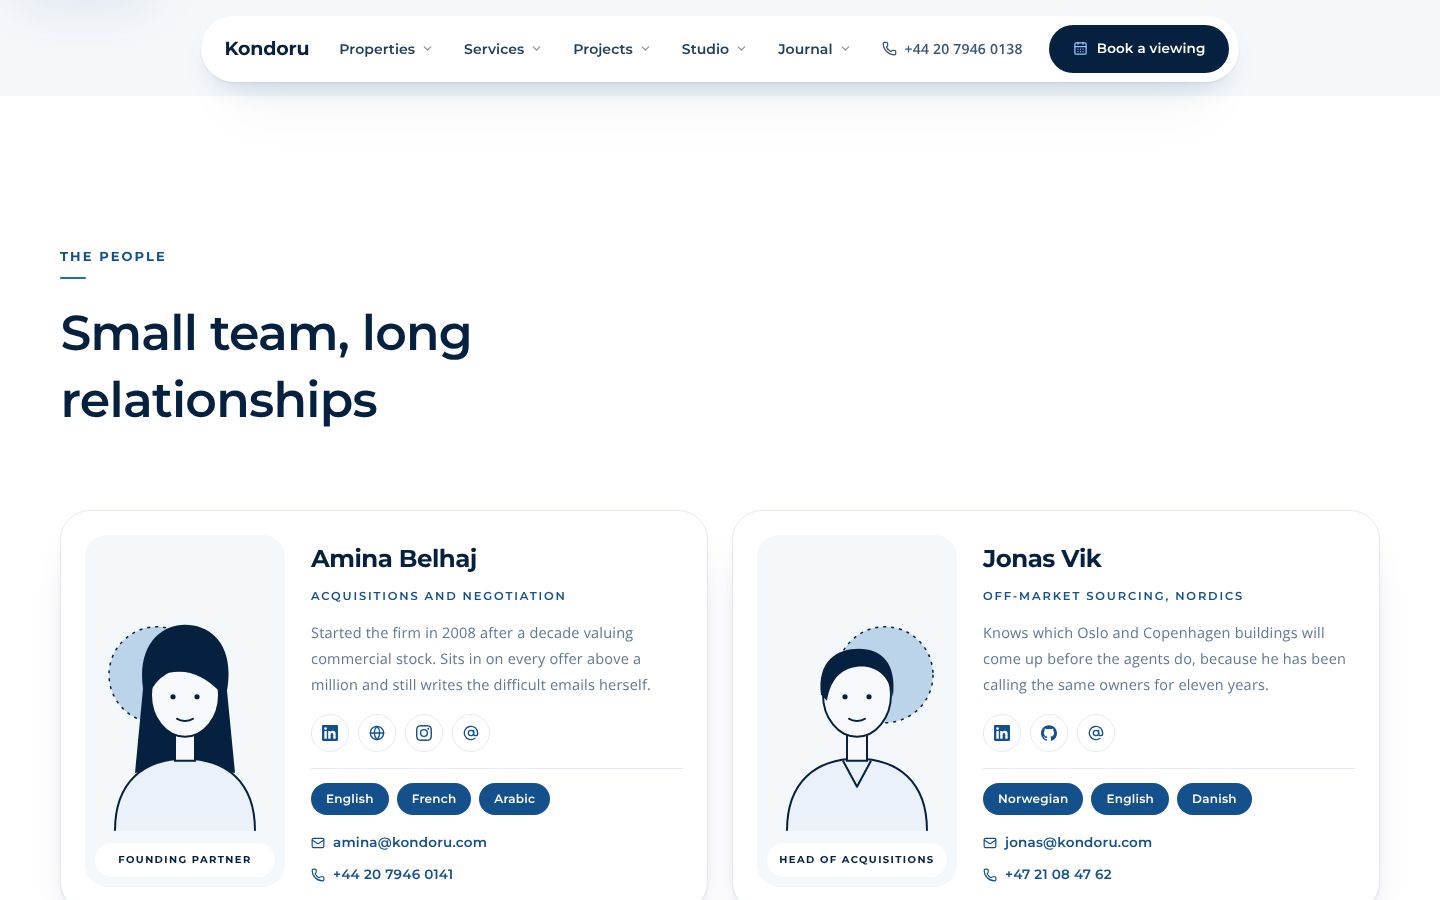 Kondoru
Properties
Services
Projects
Studio
Journal
+44 20 7946 0138
Book a viewing
THE PEOPLE
Small team, long
relationships
FOUNDING PARTNER
Amina Belhaj
ACQUISITIONS AND NEGOTIATION
Started the firm in 2008 after a decade valuing
commercial stock. Sits in on every offer above a
million and still writes the difficult emails herself.
English
French
Arabic
amina@kondoru.com
+44 20 7946 0141
HEAD OF ACQUISITIONS
Jonas Vik
OFF-MARKET SOURCING, NORDICS
Knows which Oslo and Copenhagen buildings will
come up before the agents do, because he has been
calling the same owners for eleven years.
Norwegian
English
Danish
jonas@kondoru.com
+47 21 08 47 62